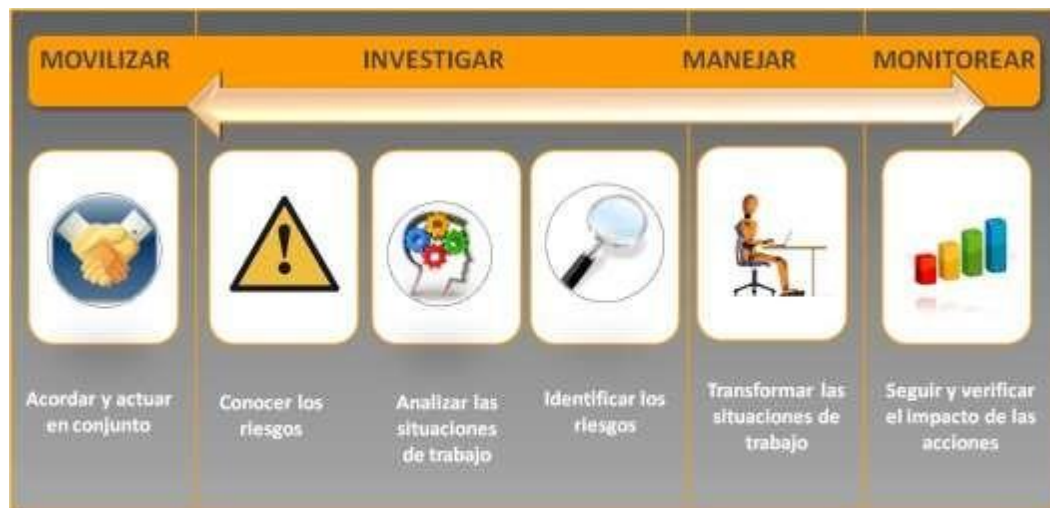 MOVILIZAR
INVESTIGAR
MANEJAR
MONITOREAR
Acordar y actuar
en conjunto
Conocer los
riesgos
Analizar las
situaciones
de trabajo
Identificar los
riesgos
Transformar las
situaciones de
trabajo
Seguir y verificar
el impacto de las
acciones